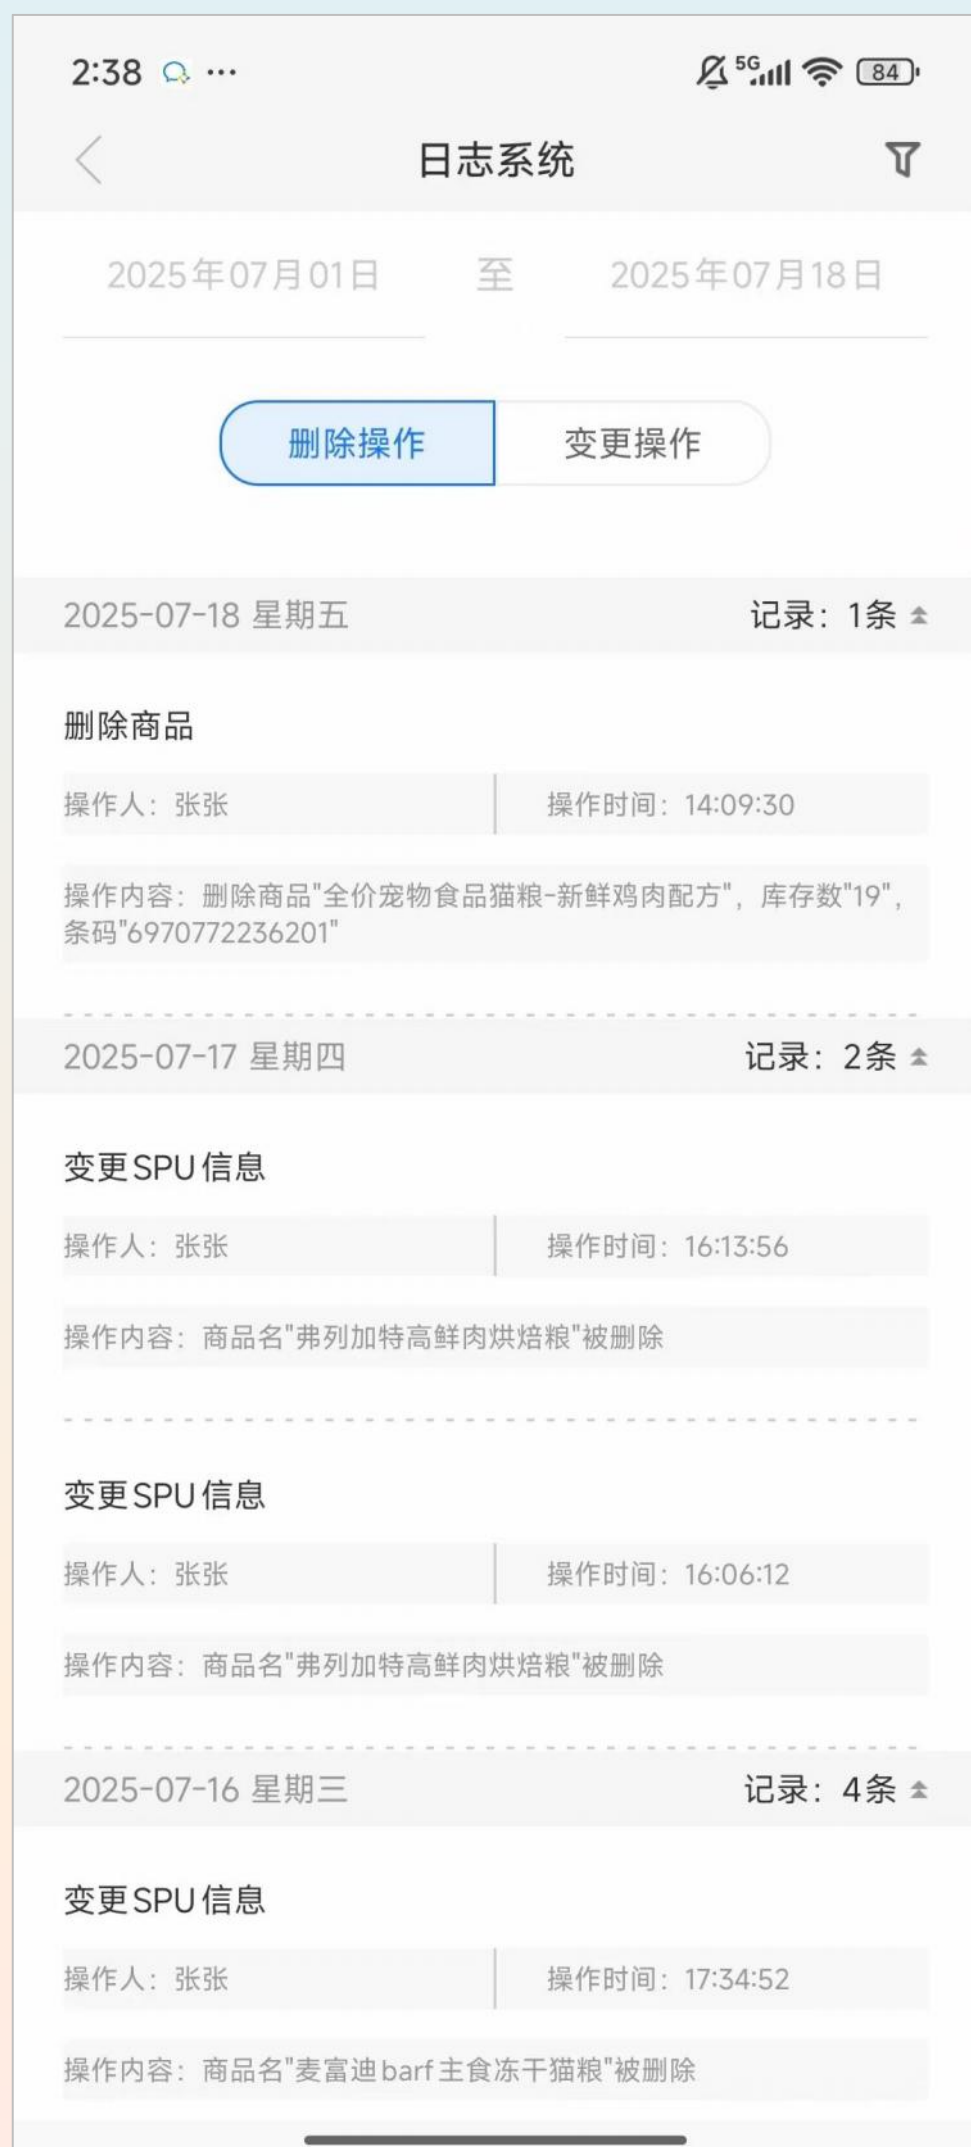 2:38 ... 5G 84
日志系统
2025年07月01日 至 2025年07月18日
删除操作 变更操作
2025-07-18 星期五 记录：1条
删除商品
操作人：张张 操作时间：14:09:30
操作内容：删除商品"全价宠物食品猫粮-新鲜鸡肉配方"，库存数"19"，
条码"6970772236201"
2025-07-17 星期四 记录：2条
变更SPU信息
操作人：张张 操作时间：16:13:56
操作内容：商品名"弗列加特高鲜肉烘焙粮"被删除
变更SPU信息
操作人：张张 操作时间：16:06:12
操作内容：商品名"弗列加特高鲜肉烘焙粮"被删除
2025-07-16 星期三 记录：4条
变更SPU信息
操作人：张张 操作时间：17:34:52
操作内容：商品名"麦富迪barf主食冻干猫粮"被删除